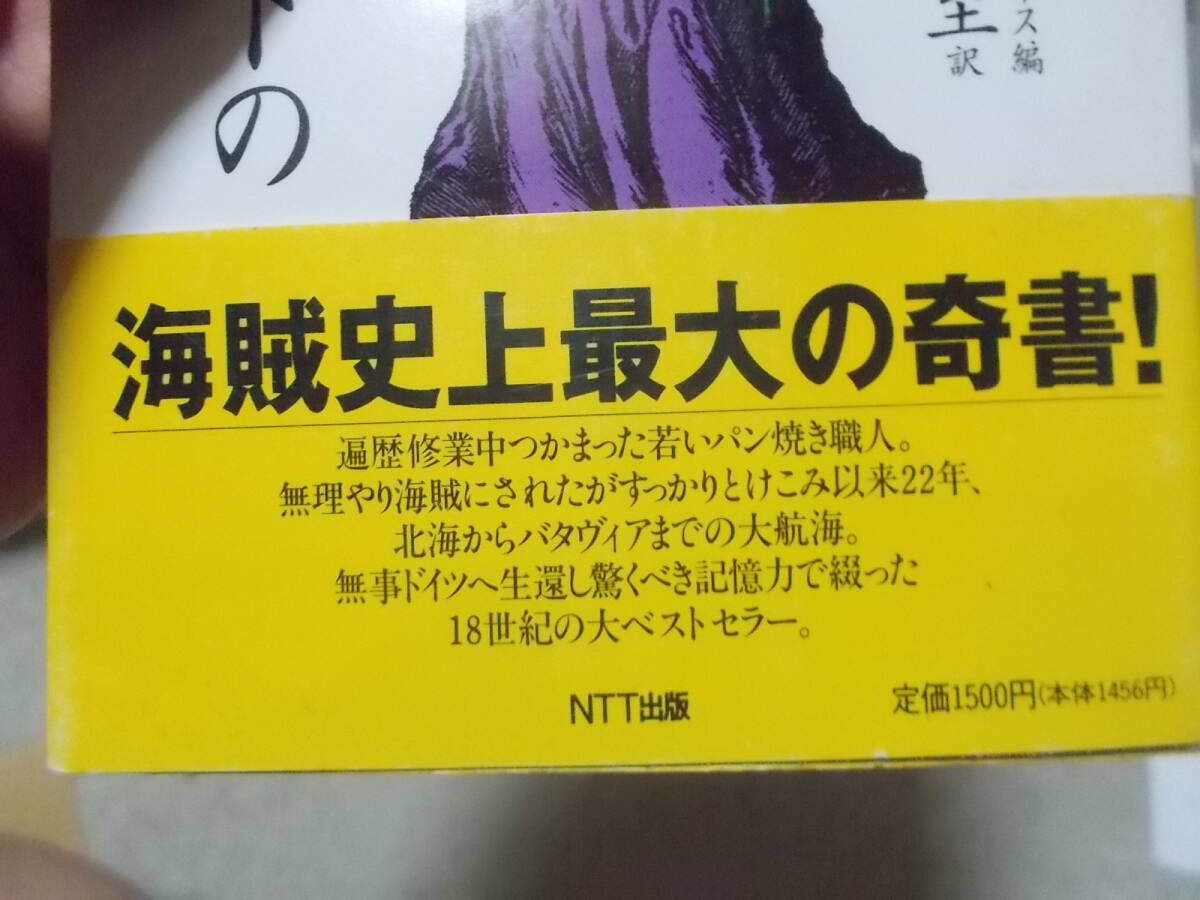 ス編
訳
の
海賊史上最大の奇書!
遍歴修業中つかまった若いパン焼き職人。
無理やり海賊にされたがすっかりとけこみ以来22年、
北海からバタヴィアまでの大航海。
無事ドイツへ生還し驚くべき記憶力で綴った
18世紀の大ベストセラー。
NTT出版
定価1500円(本体1456円)